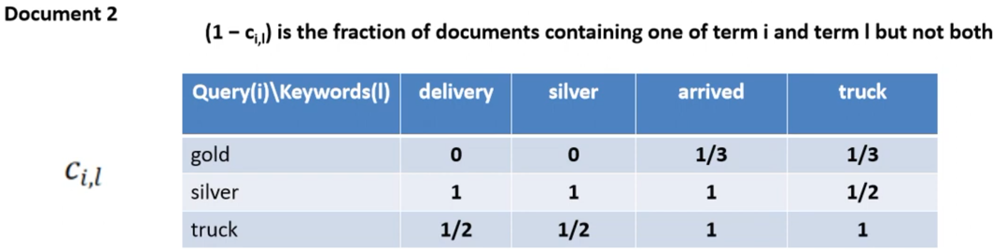 Document 2
(1 – c_{i,l}) is the fraction of documents containing one of term i and term l but not both
Query(i)\Keywords(l) delivery silver arrived truck
gold 0 0 1/3 1/3
c_{i,l}
silver 1 1 1 1/2
truck 1/2 1/2 1 1